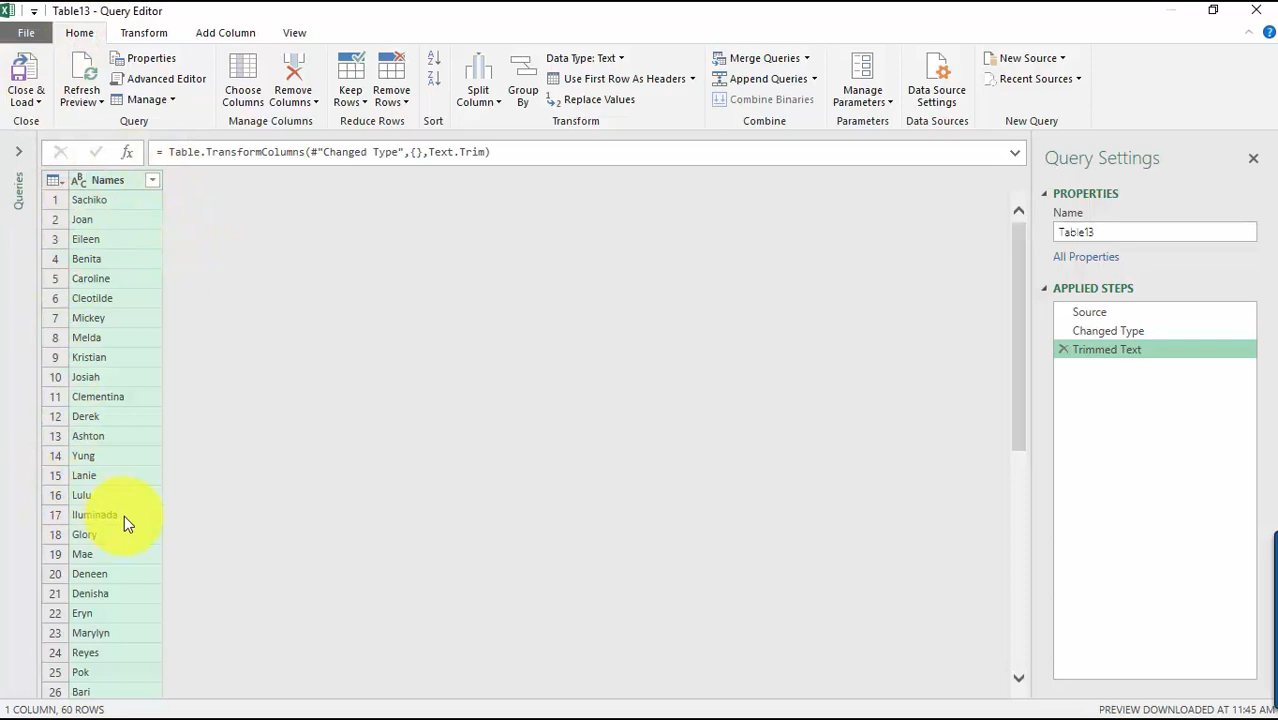 Table13 - Query Editor
File Home Transform Add Column View
Close & Load
Refresh Preview
Properties
Advanced Editor
Manage
Choose Columns
Remove Columns
Keep Rows
Remove Rows
Split Column
Group By
Data Type: Text
Use First Row As Headers
Replace Values
Merge Queries
Append Queries
Combine Binaries
Manage Parameters
Data Source Settings
New Source
Recent Sources
Close Query Manage Columns Reduce Rows Sort Transform Combine Parameters Data Sources New Query
Queries
fx = Table.TransformColumns(#"Changed Type",{},Text.Trim)
ABC Names
1 Sachiko
2 Joan
3 Eileen
4 Benita
5 Caroline
6 Cleotilde
7 Mickey
8 Melda
9 Kristian
10 Josiah
11 Clementina
12 Derek
13 Ashton
14 Yung
15 Lanie
16 Lulu
17 Iluminada
18 Glory
19 Mae
20 Deneen
21 Denisha
22 Eryn
23 Marylyn
24 Reyes
25 Pok
26 Bari
Query Settings
PROPERTIES
Name
Table13
All Properties
APPLIED STEPS
Source
Changed Type
Trimmed Text
1 COLUMN, 60 ROWS
PREVIEW DOWNLOADED AT 11:45 AM